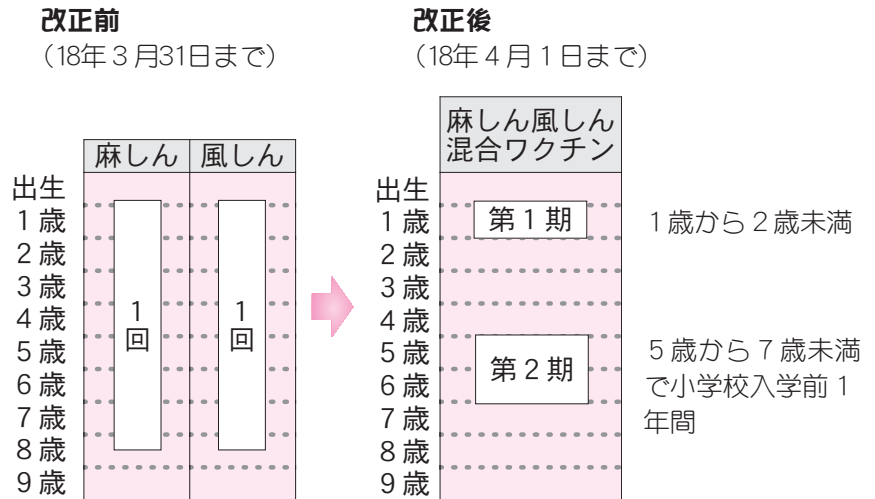 改正前
（18年３月31日まで）
麻しん
風しん
出生
１歳
２歳
３歳
４歳
５歳
６歳
７歳
８歳
９歳
１回
１回
改正後
（18年４月１日まで）
麻しん風しん
混合ワクチン
出生
１歳
２歳
３歳
４歳
５歳
６歳
７歳
８歳
９歳
第１期
第２期
１歳から２歳未満
５歳から７歳未満
で小学校入学前１
年間